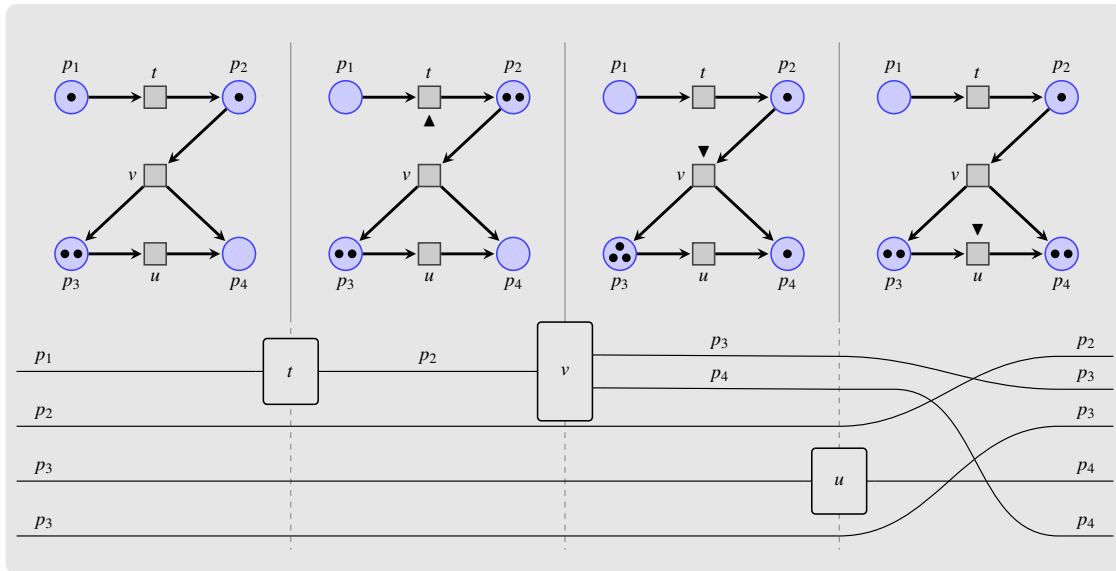 p1 t p2 p1 t p2 p1 t p2 p1 t p2
v v v v
p3 u p4 p3 u p4 p3 u p4 p3 u p4
p1 t p2 v p3 p2
p4 p3
p2 p3
p3 u p4
p3 p4